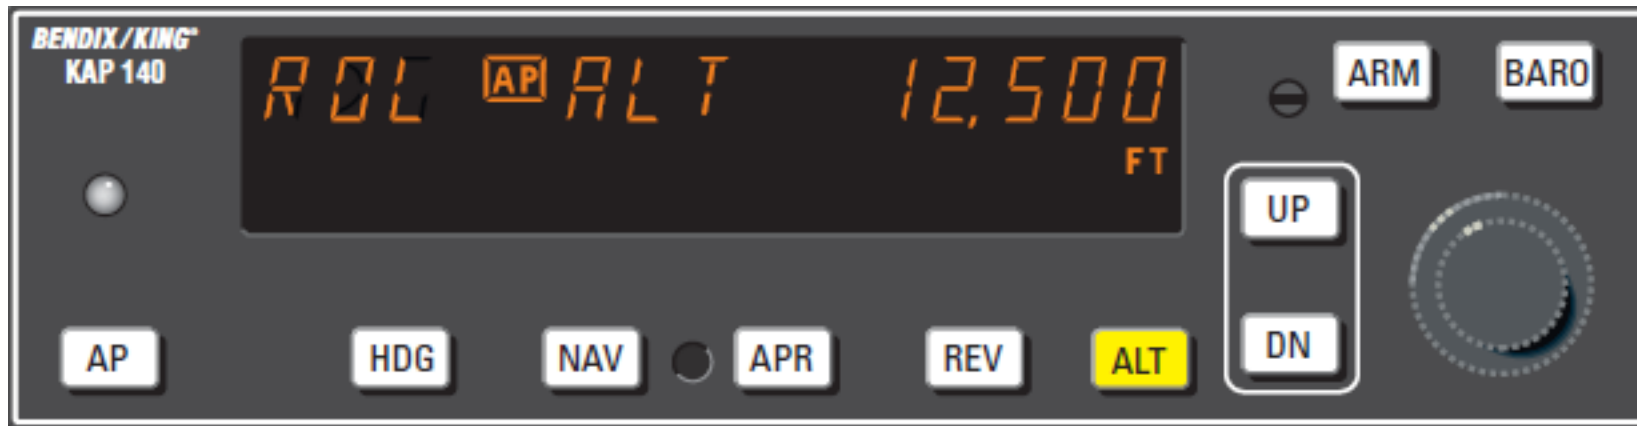 BENDIX/KING®
KAP 140
ROL AP ALT 12,500
FT
ARM BARO
UP
DN
AP HDG NAV APR REV ALT